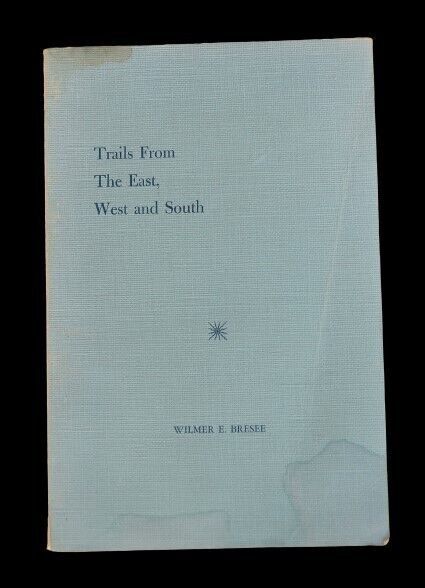 Trails From
The East,
West and South
WILMER E. BRESEE